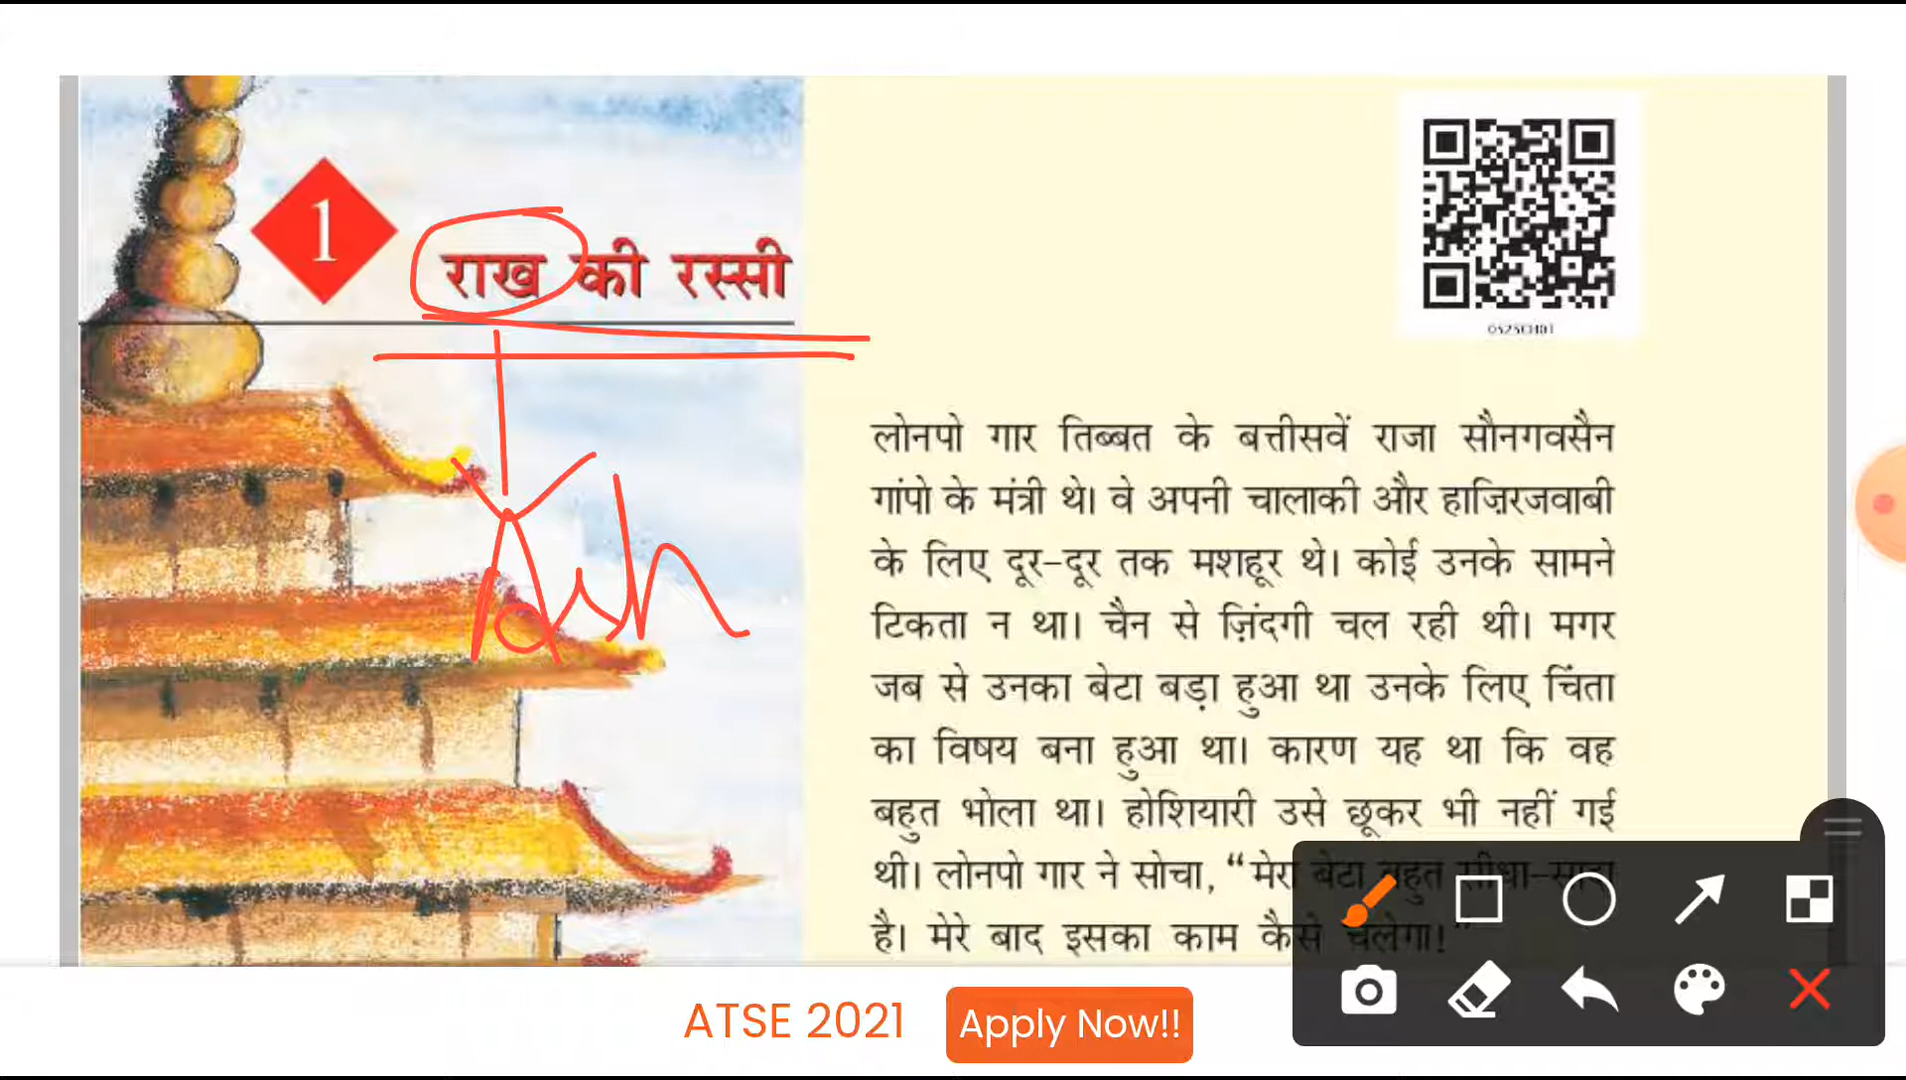 1
राख की रस्सी
Ash
0525CH01
लोनपो गार तिब्बत के बत्तीसवें राजा सौनगवसैन
गांपो के मंत्री थे। वे अपनी चालाकी और हाज़िरजवाबी
के लिए दूर-दूर तक मशहूर थे। कोई उनके सामने
टिकता न था। चैन से ज़िंदगी चल रही थी। मगर
जब से उनका बेटा बड़ा हुआ था उनके लिए चिंता
का विषय बना हुआ था। कारण यह था कि वह
बहुत भोला था। होशियारी उसे छूकर भी नहीं गई
थी। लोनपो गार ने सोचा, “मेरा बेटा बहुत सीधा-सादा
है। मेरे बाद इसका काम कैसे चलेगा!”
ATSE 2021
Apply Now!!